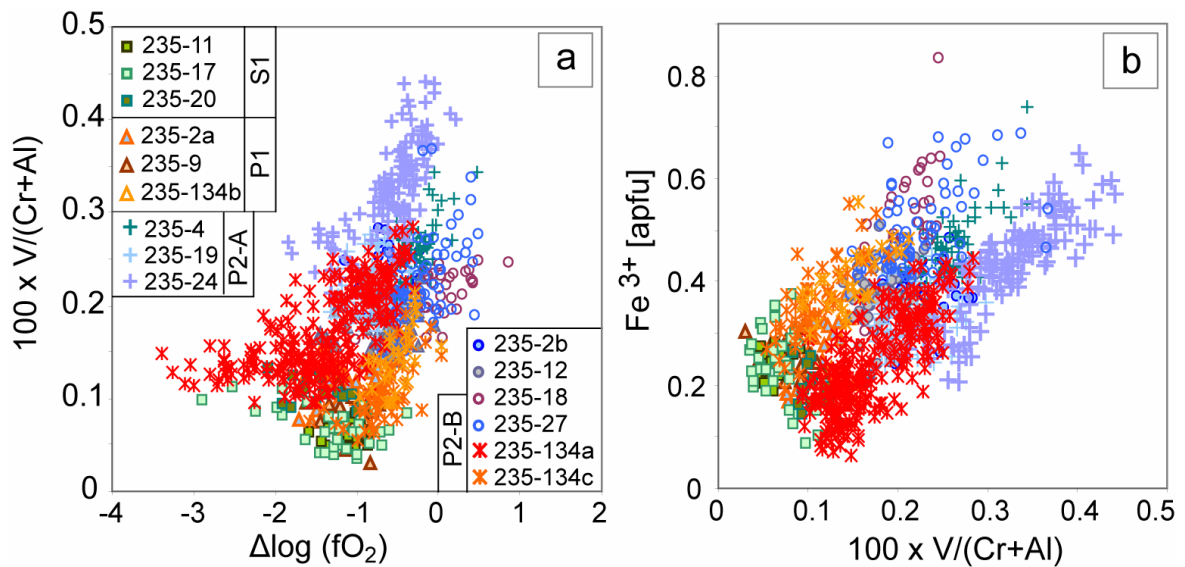 a
0.5
0.4
0.3
0.2
0.1
0
100 x V/(Cr+Al)
235-11
235-17
235-20
S1
235-2a
235-9
235-134b
P1
235-4
235-19
235-24
P2-A
235-2b
235-12
235-18
235-27
235-134a
235-134c
P2-B
-4 -3 -2 -1 0 1 2
Δlog (fO₂)
b
0.8
0.6
0.4
0.2
0
Fe³⁺ [apfu]
0 0.1 0.2 0.3 0.4 0.5
100 x V/(Cr+Al)